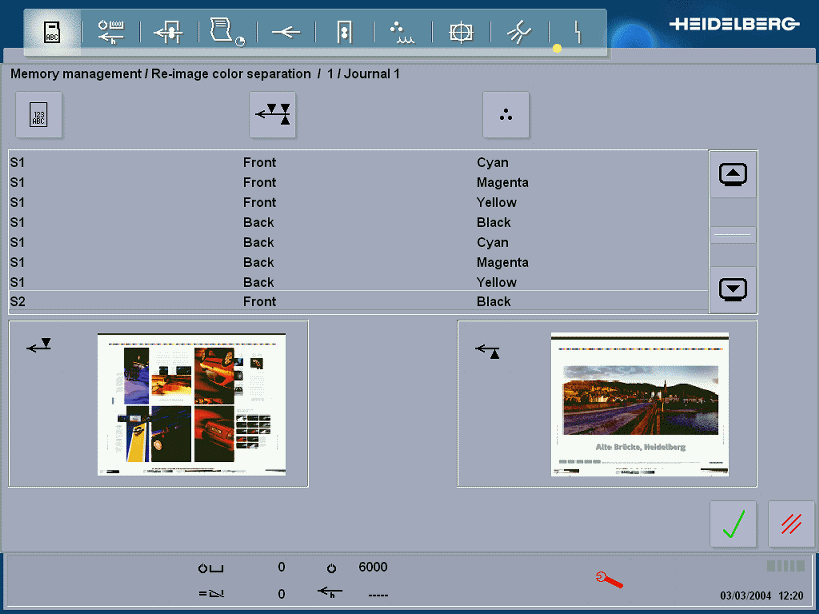 ABC
HEIDELBERG
Memory management / Re-image color separation / 1 / Journal 1
123
ABC
S1 Front Cyan
S1 Front Magenta
S1 Front Yellow
S1 Back Black
S1 Back Cyan
S1 Back Magenta
S1 Back Yellow
S2 Front Black
Alte Brücke, Heidelberg
0 6000
0 -----
03/03/2004 12:20